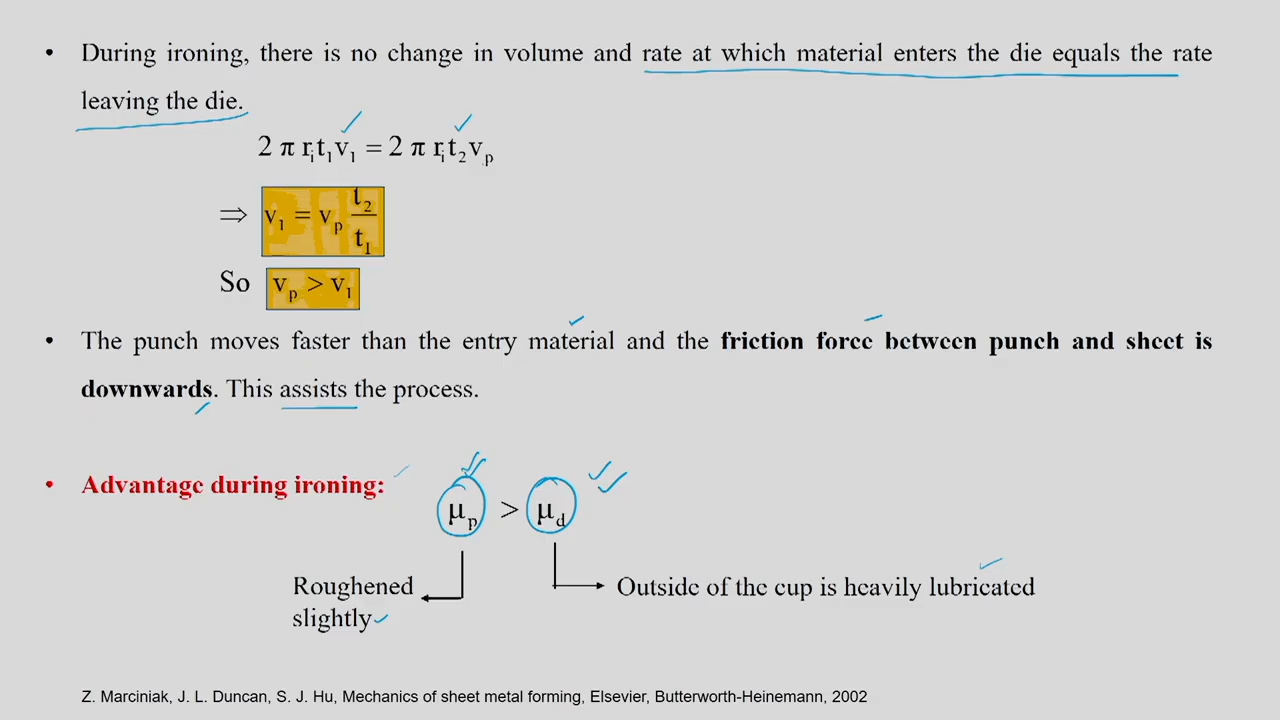 • During ironing, there is no change in volume and rate at which material enters the die equals the rate
leaving the die.
2 π rᵢt₁v₁ = 2 π rᵢt₂vₚ
⇒ v₁ = vₚ t₂/t₁
So vₚ > v₁
• The punch moves faster than the entry material and the friction force between punch and sheet is
downwards. This assists the process.
• Advantage during ironing:
μₚ > μ_d
Roughened
slightly
Outside of the cup is heavily lubricated
Z. Marciniak, J. L. Duncan, S. J. Hu, Mechanics of sheet metal forming, Elsevier, Butterworth-Heinemann, 2002